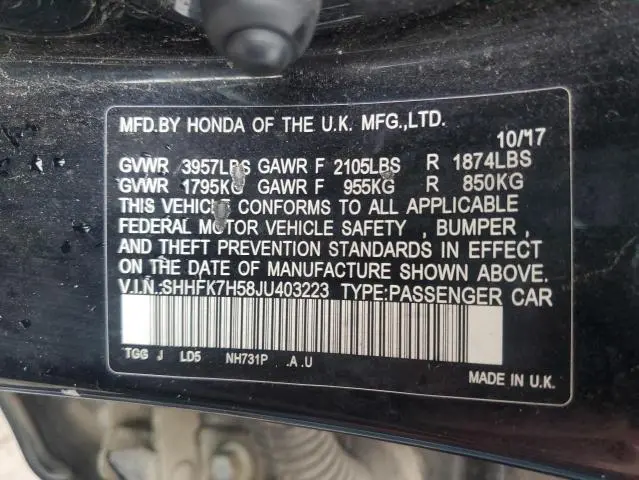 MFD.BY HONDA OF THE U.K. MFG.,LTD.
10/17
GVWR 3957LBS GAWR F 2105LBS R 1874LBS
GVWR 1795KG GAWR F 955KG R 850KG
THIS VEHICLE CONFORMS TO ALL APPLICABLE
FEDERAL MOTOR VEHICLE SAFETY , BUMPER ,
AND THEFT PREVENTION STANDARDS IN EFFECT
ON THE DATE OF MANUFACTURE SHOWN ABOVE.
V.I.N.:SHHFK7H58JU403223 TYPE:PASSENGER CAR
TGG J LD5 NH731P .A .U
MADE IN U.K.